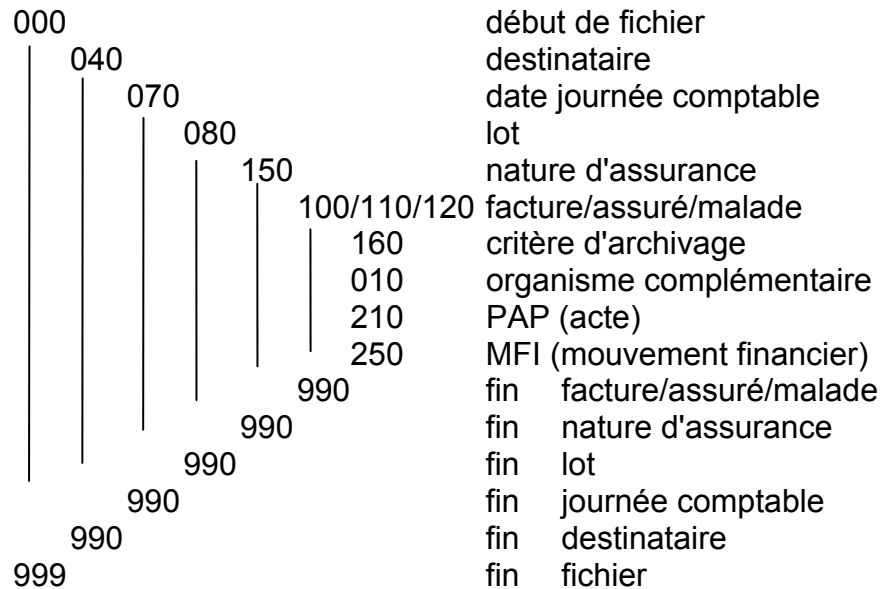 000 début de fichier
040 destinataire
070 date journée comptable
080 lot
150 nature d'assurance
100/110/120 facture/assuré/malade
160 critère d'archivage
010 organisme complémentaire
210 PAP (acte)
250 MFI (mouvement financier)
990 fin facture/assuré/malade
990 fin nature d'assurance
990 fin lot
990 fin journée comptable
990 fin destinataire
999 fin fichier